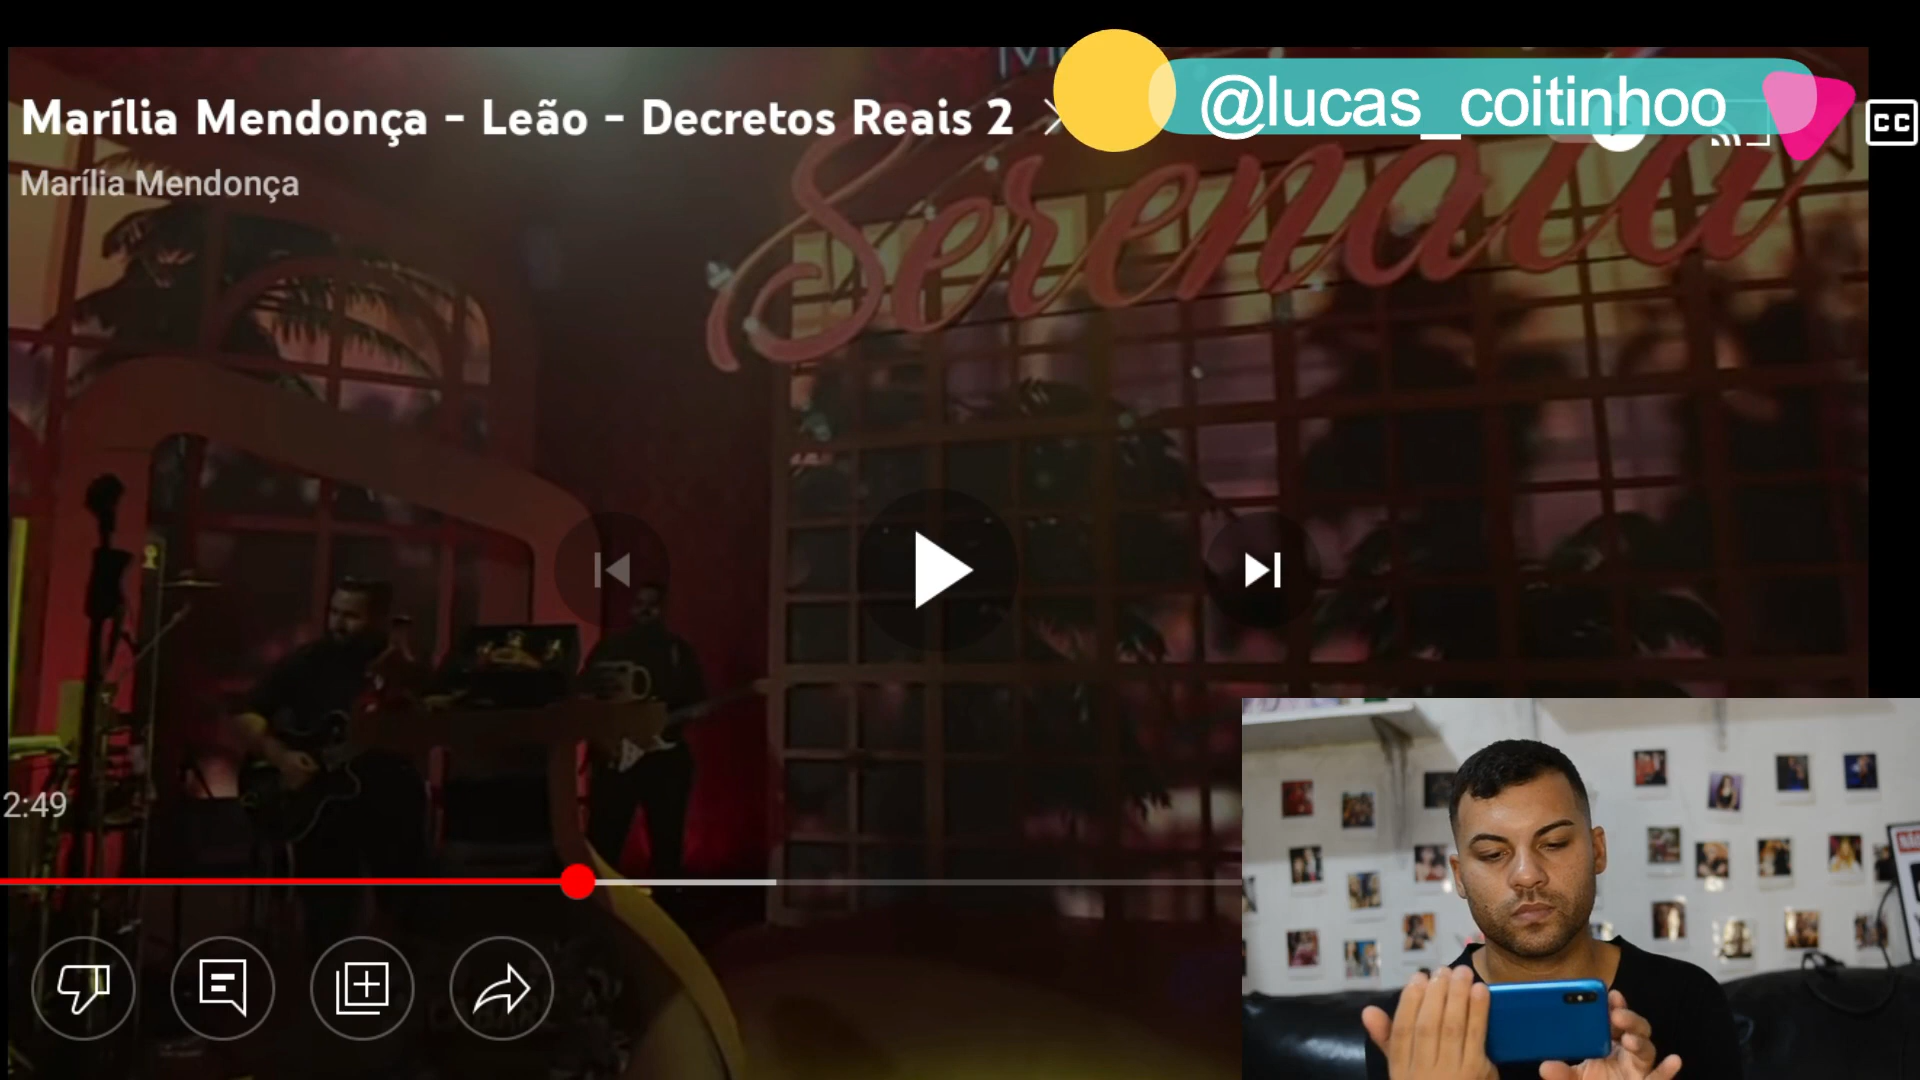 @lucas_coitinhoo
Marília Mendonça - Leão - Decretos Reais 2
CC
Marília Mendonça
Serenata
2:49